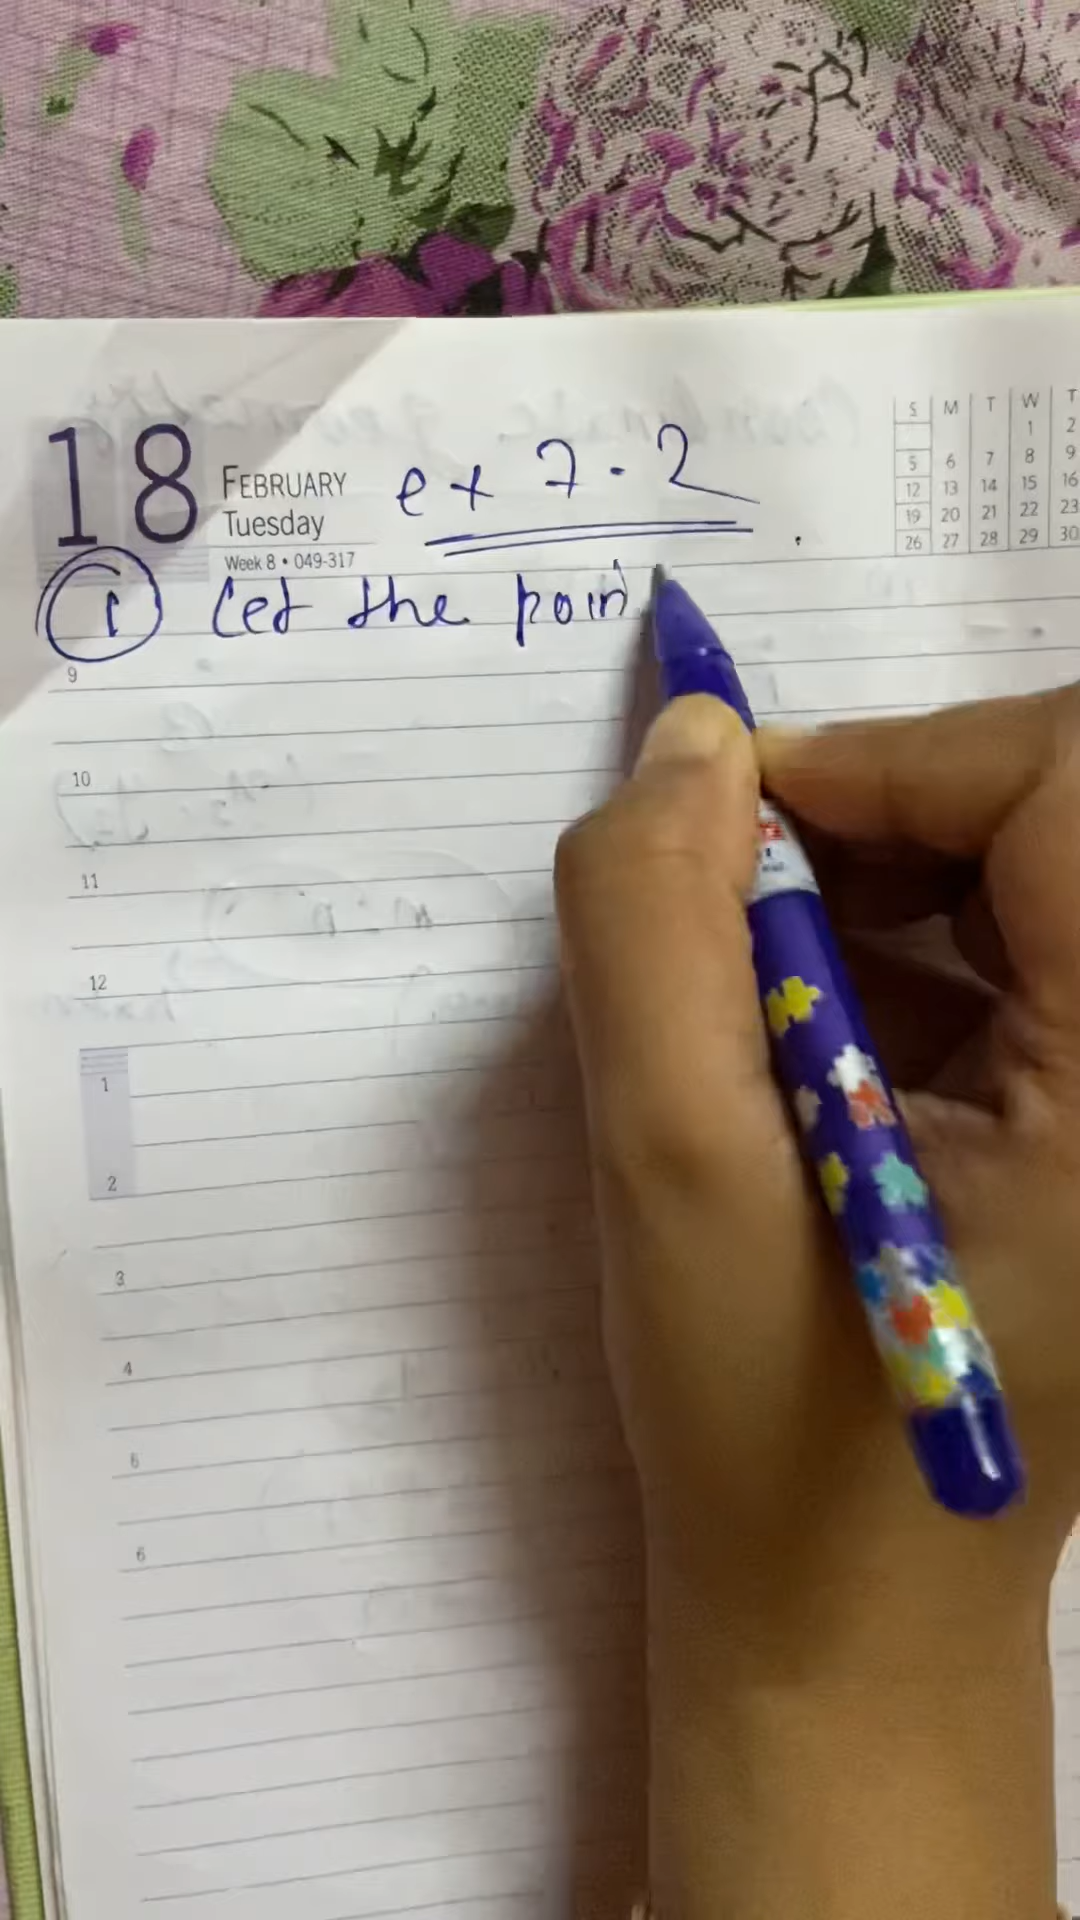 18 FEBRUARY Tuesday Week 8 • 049-317
ex 7.2
S M T W T
1 2
5 6 7 8 9
12 13 14 15 16
19 20 21 22 23
26 27 28 29 30
① Let the poin
9
10
11
12
1
2
3
4
6
6